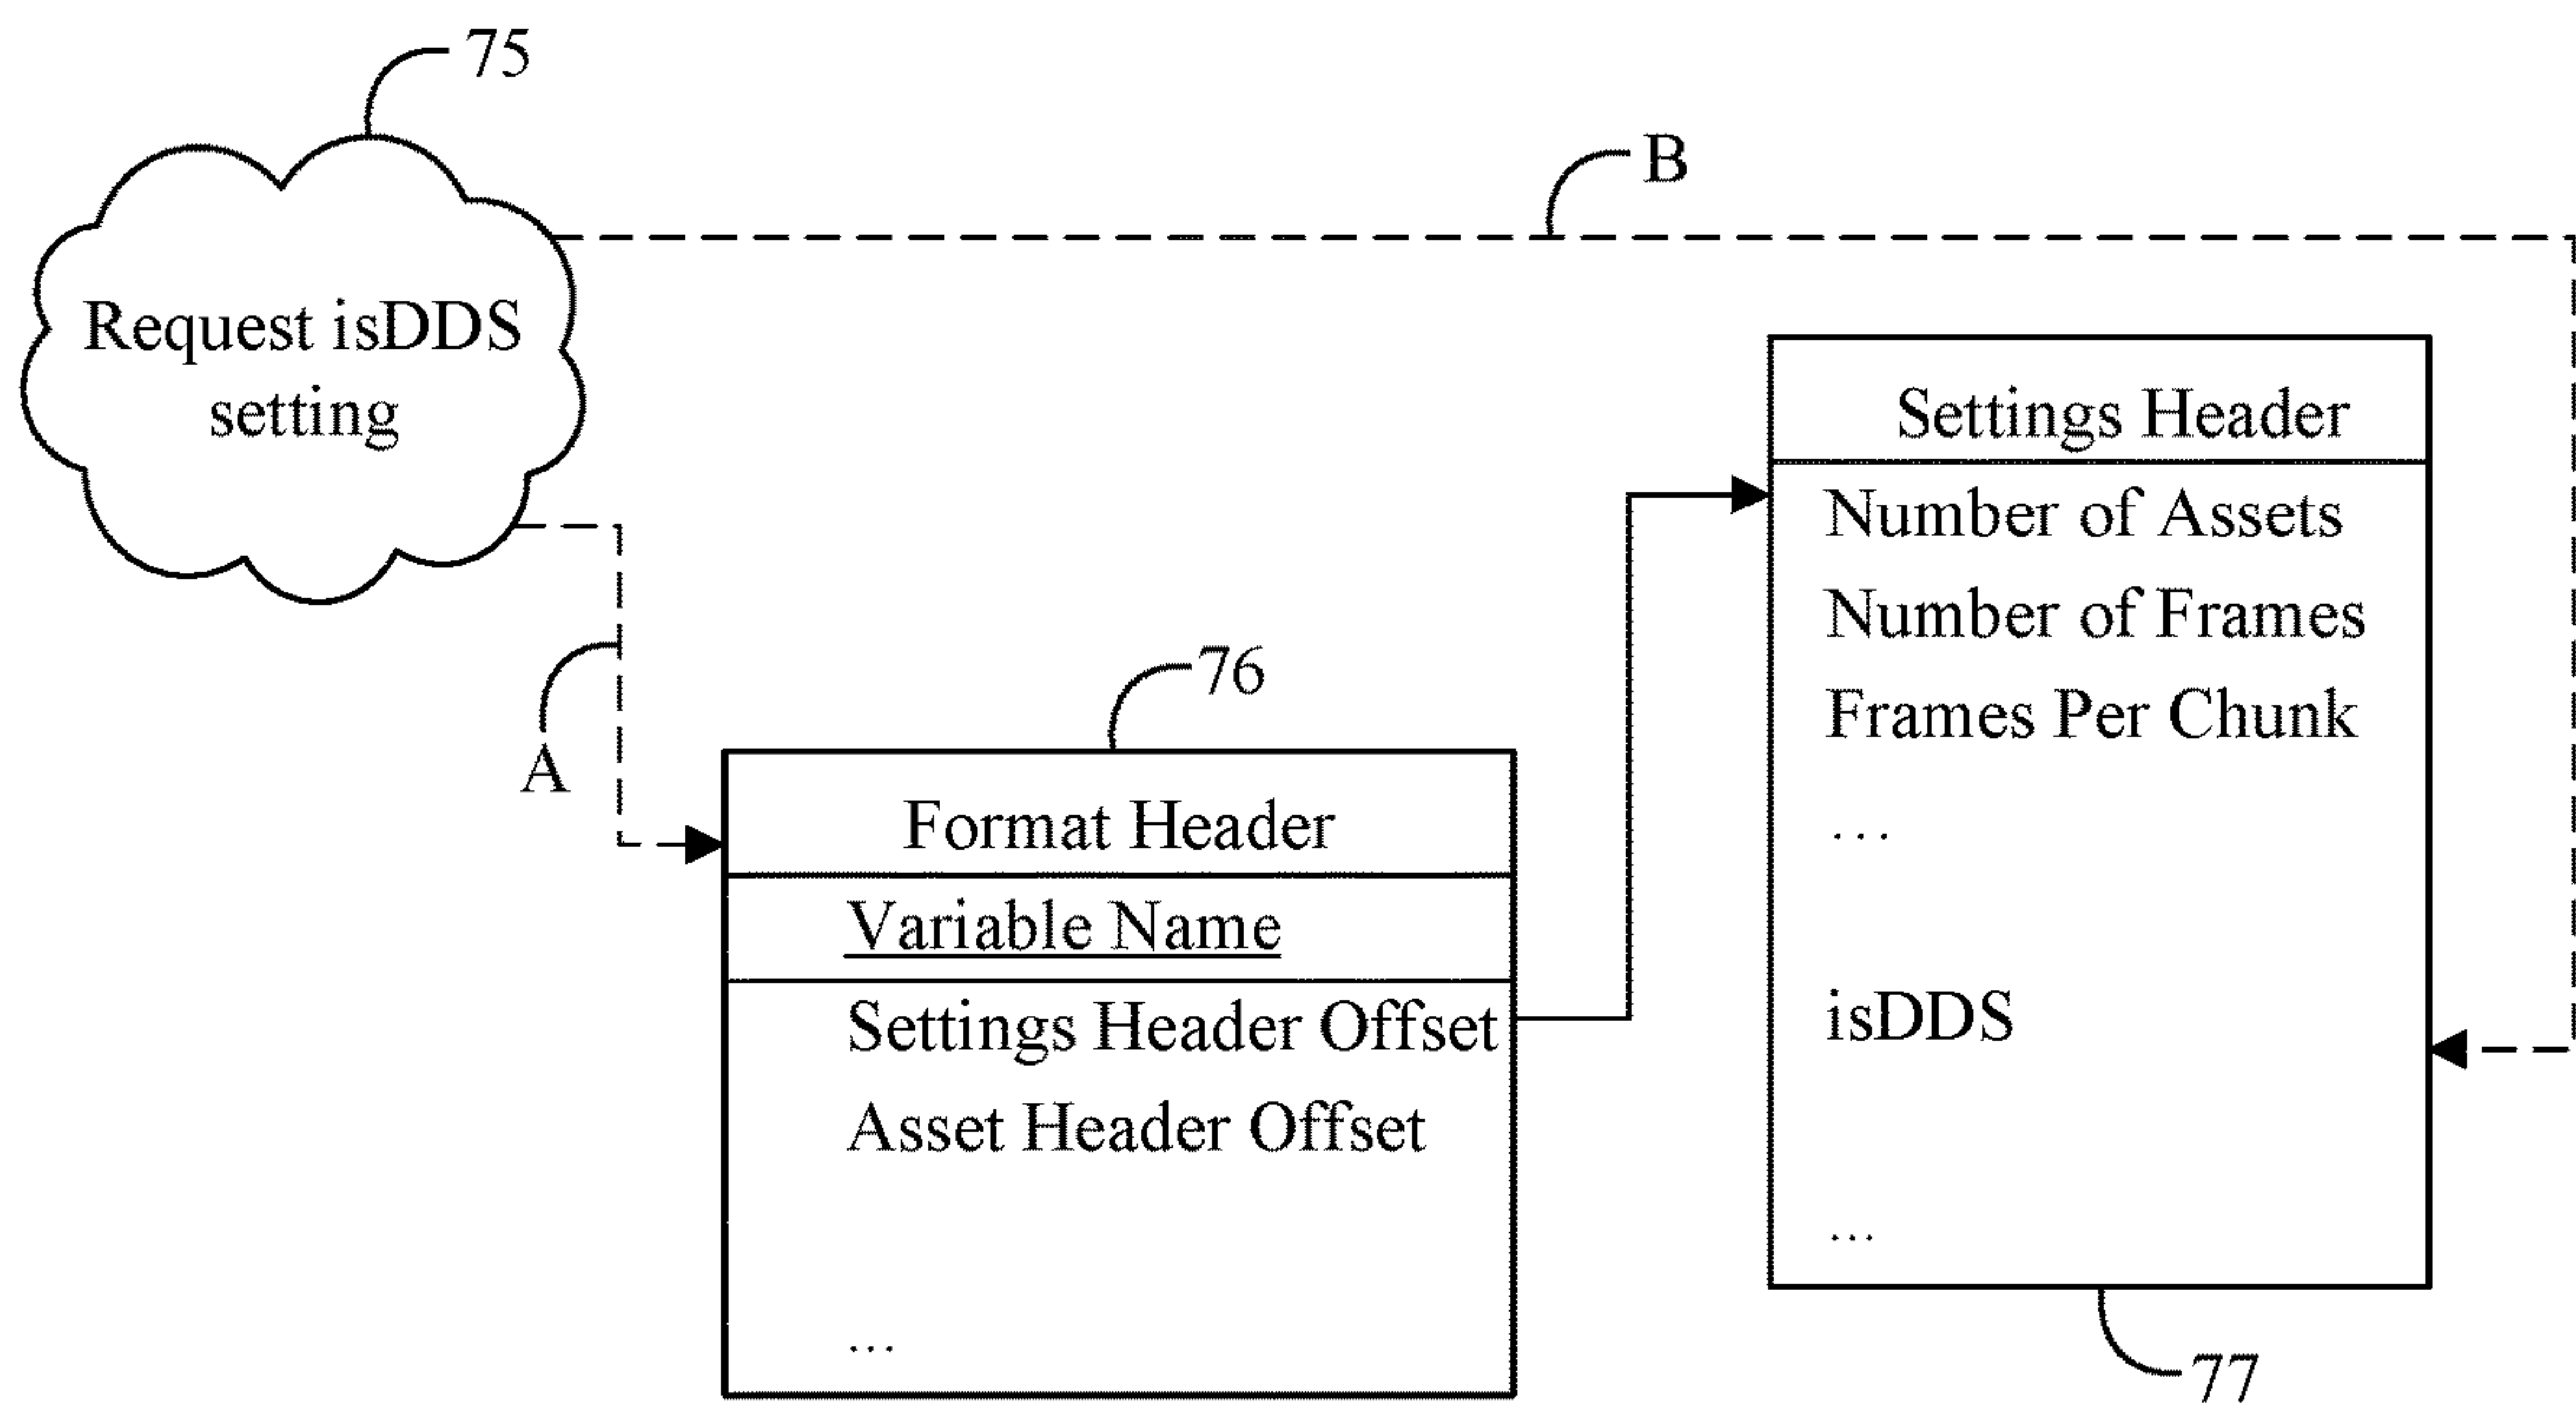 75
B
Request isDDS
setting
A
76
Format Header
Variable Name
Settings Header Offset
Asset Header Offset
...
Settings Header
Number of Assets
Number of Frames
Frames Per Chunk
...
isDDS
...
77